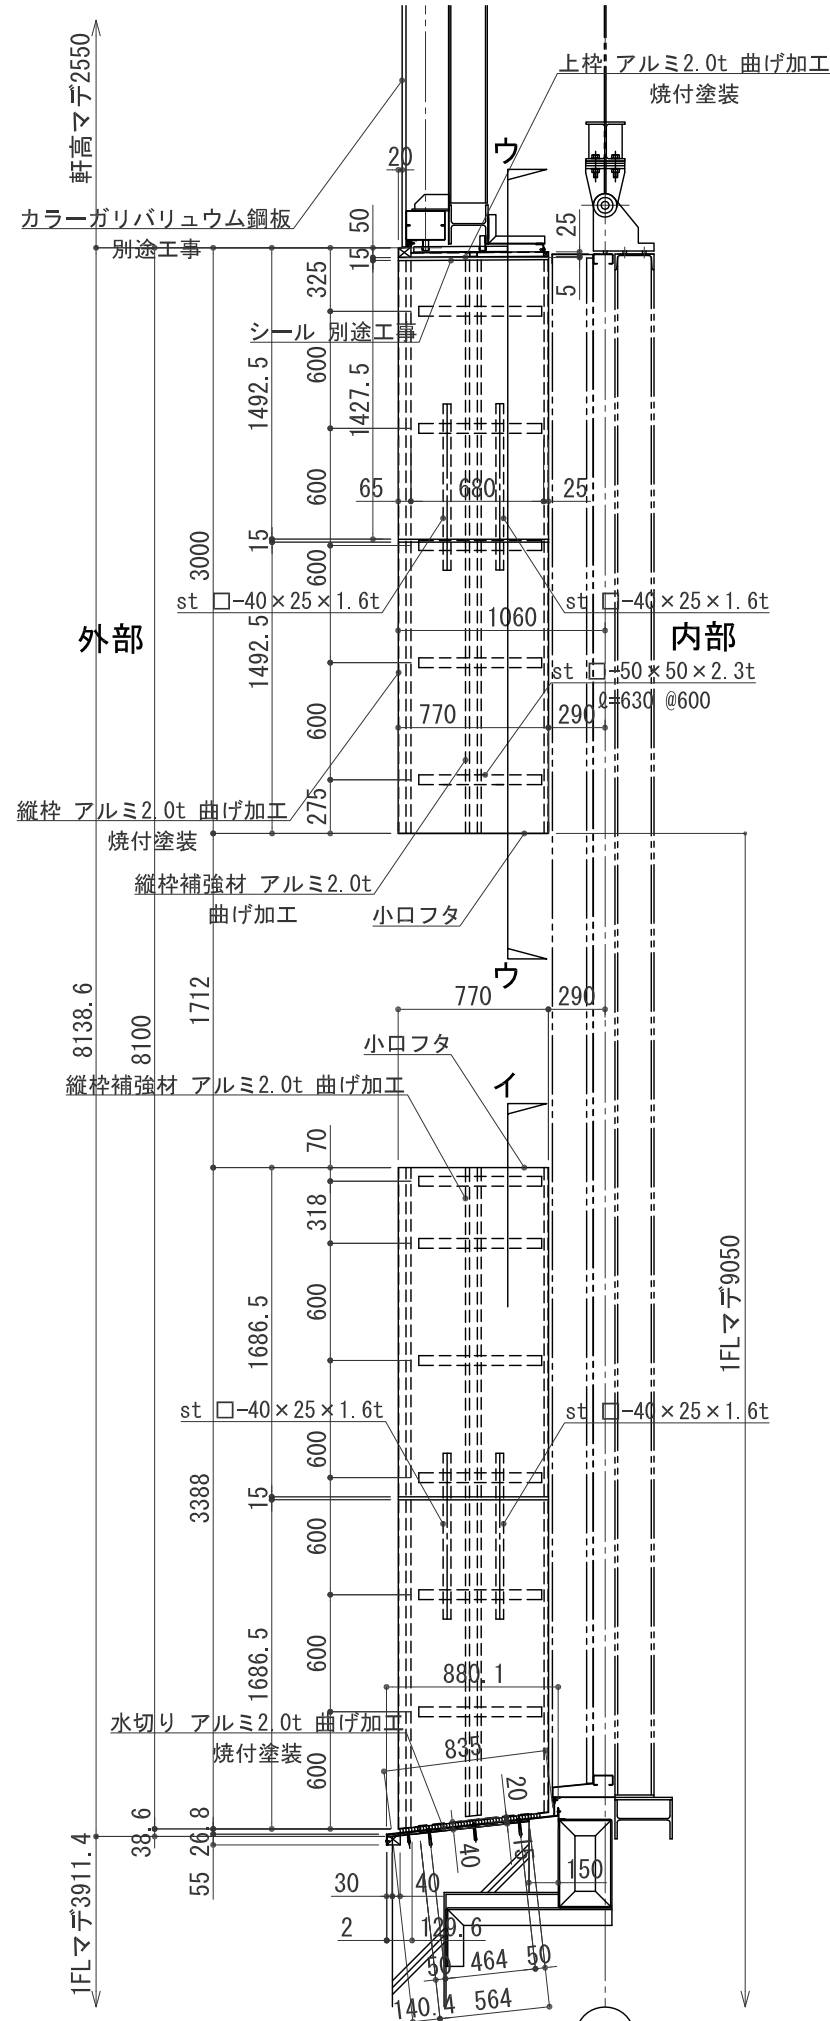 軒高マデ2550
上枠 アルミ2.0t 曲げ加工
焼付塗装
ウ
20
カラーガリバリュウム鋼板
別途工事
50
15
325
25
5
シール 別途工事
600
1492.5
1427.5
65
680
25
600
15
3000
600
st □-40×25×1.6t
st □-40×25×1.6t
1060
外部
内部
1492.5
st □-50×50×2.3t
ℓ=630 @600
770
290
600
275
縦枠 アルミ2.0t 曲げ加工
焼付塗装
縦枠補強材 アルミ2.0t
曲げ加工
小口フタ
ウ
1712
770
290
8138.6
8100
小口フタ
縦枠補強材 アルミ2.0t 曲げ加工
イ
70
318
1FLマデ9050
600
1686.5
st □-40×25×1.6t
st □-40×25×1.6t
600
15
3388
600
600
1686.5
880.1
水切り アルミ2.0t 曲げ加工
焼付塗装
835
600
20
38.6
26.8
40
15
55
150
30
40
2
129.6
1FLマデ3911.4
50
464
50
140.4
564